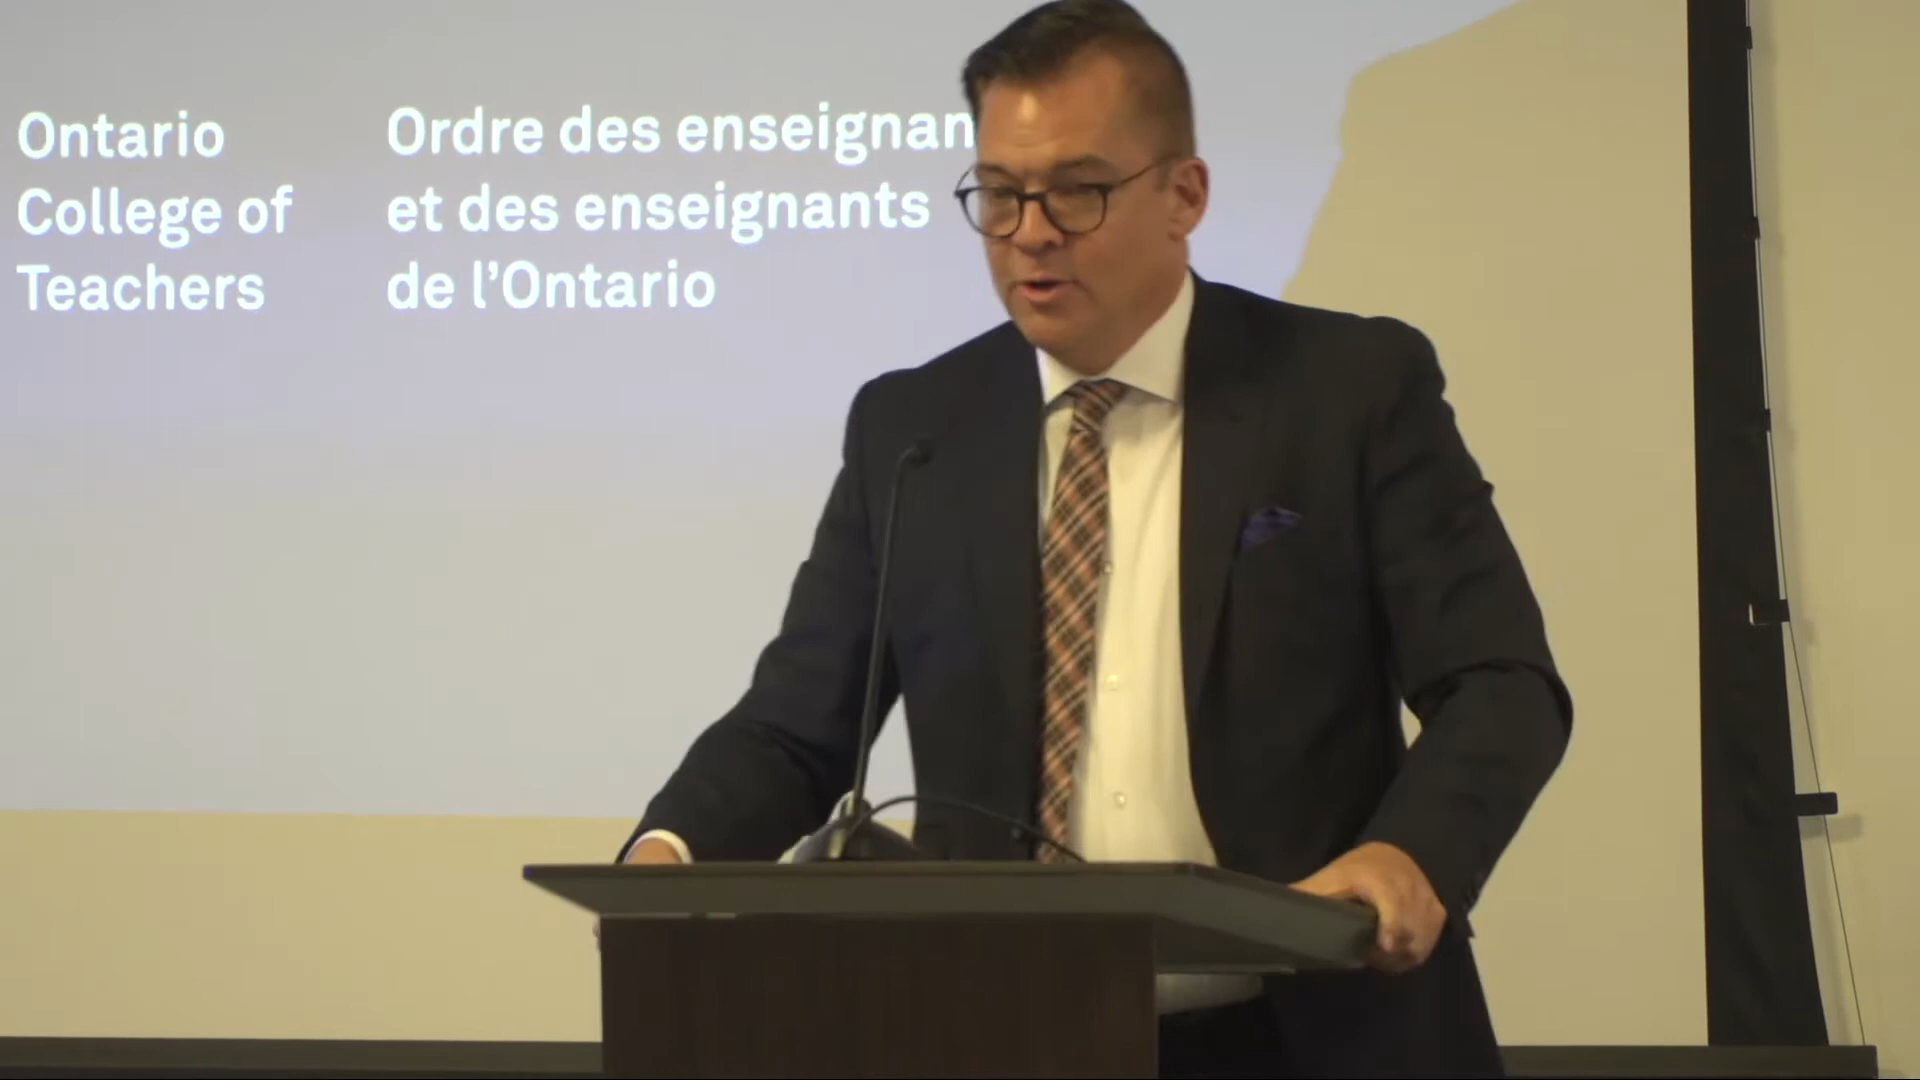 Ontario
College of
Teachers
Ordre des enseignan
et des enseignants
de l'Ontario